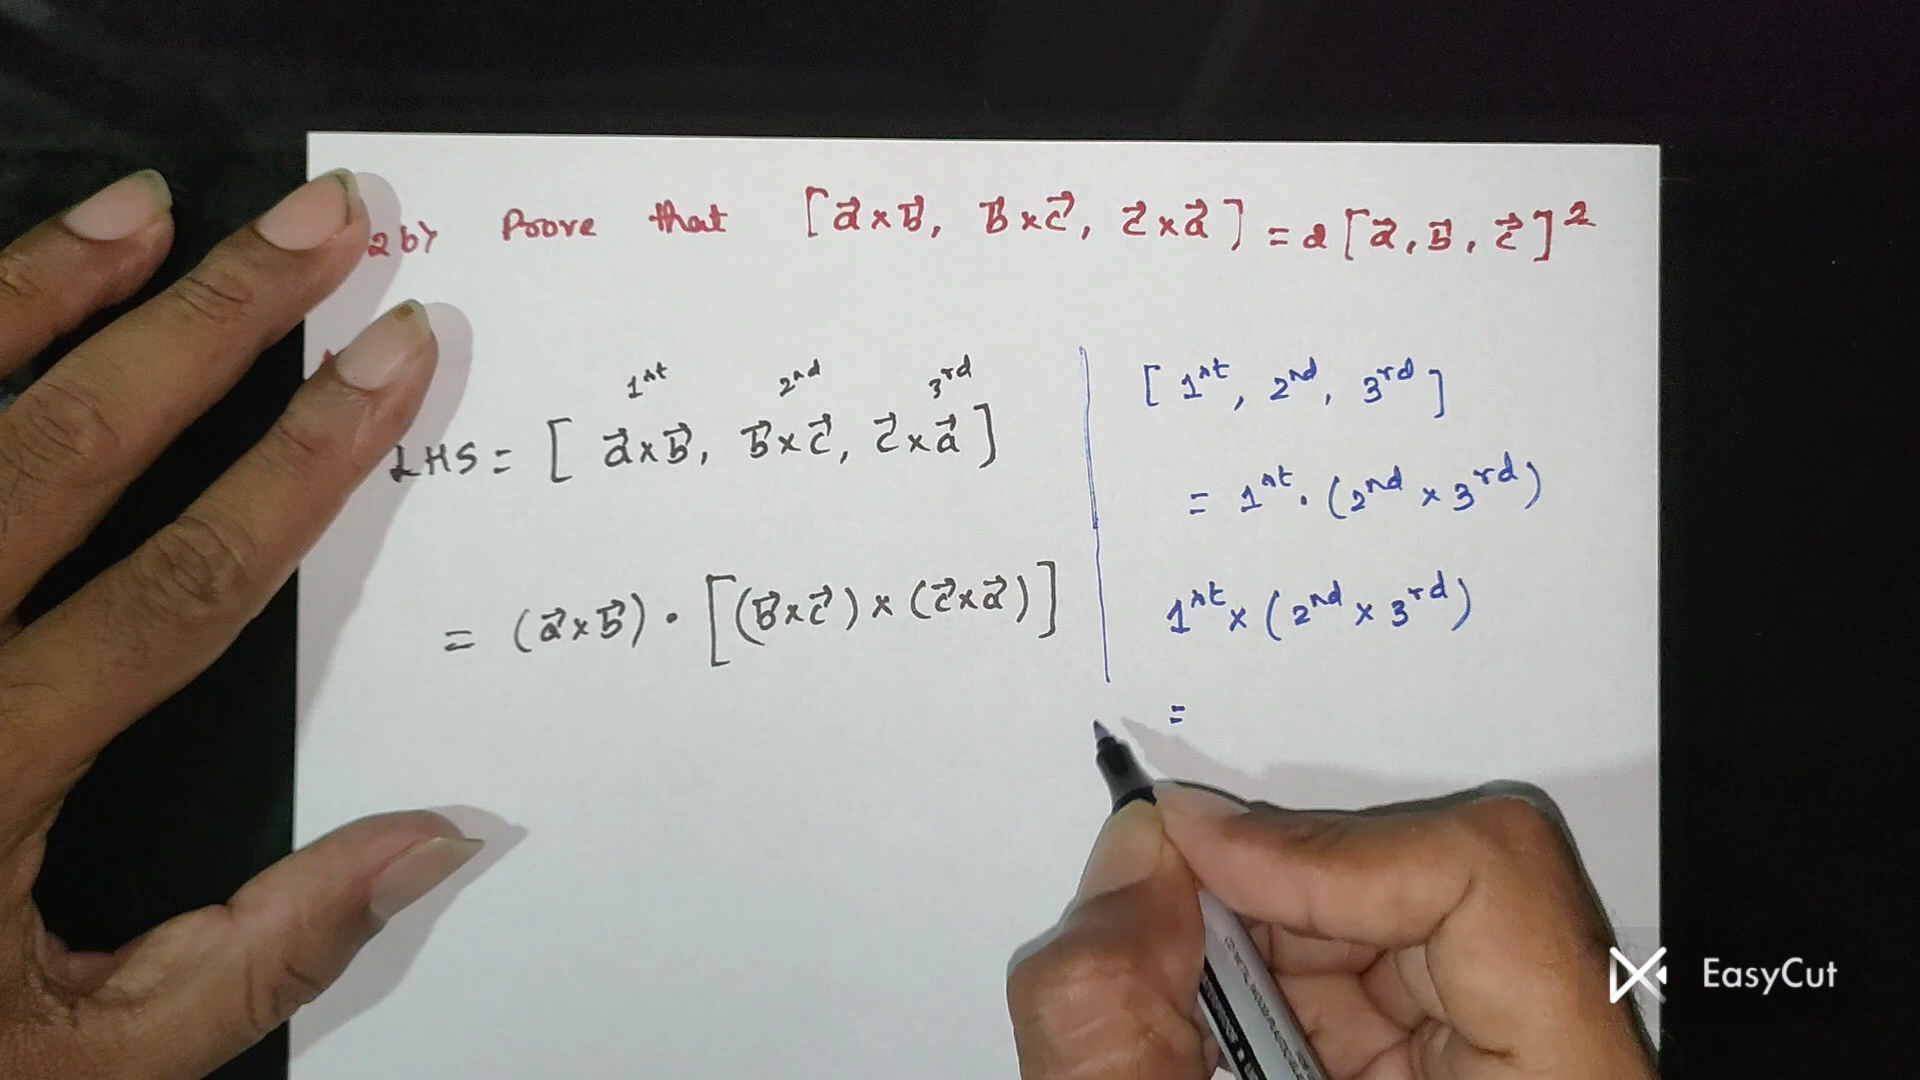 2b) Prove that [a⃗×b⃗, b⃗×c⃗, c⃗×a⃗] = 2[a⃗, b⃗, c⃗]²
1st 2nd 3rd
LHS = [ a⃗×b⃗, b⃗×c⃗, c⃗×a⃗ ]
= (a⃗×b⃗) · [(b⃗×c⃗) × (c⃗×a⃗)]
[ 1st, 2nd, 3rd ]
= 1st · (2nd × 3rd)
1st × (2nd × 3rd)
=
EasyCut